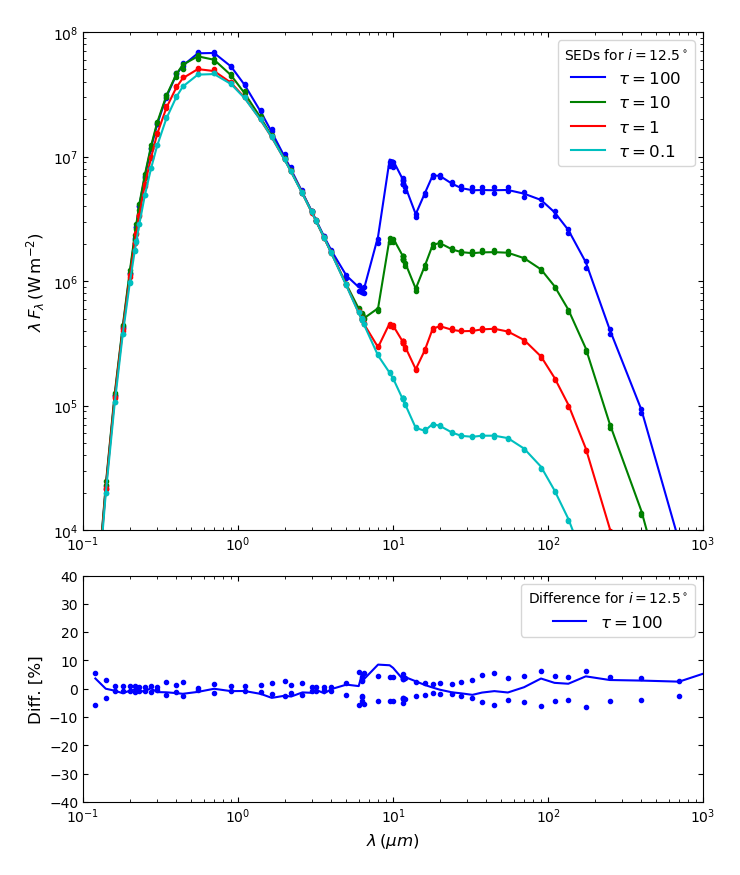 10⁸
10⁷
10⁶
10⁵
10⁴
λ F_λ (W m⁻²)
SEDs for i = 12.5°
τ = 100
τ = 10
τ = 1
τ = 0.1
10⁻¹ 10⁰ 10¹ 10² 10³
40
30
20
10
0
−10
−20
−30
−40
Diff. [%]
Difference for i = 12.5°
τ = 100
10⁻¹ 10⁰ 10¹ 10² 10³
λ (μm)